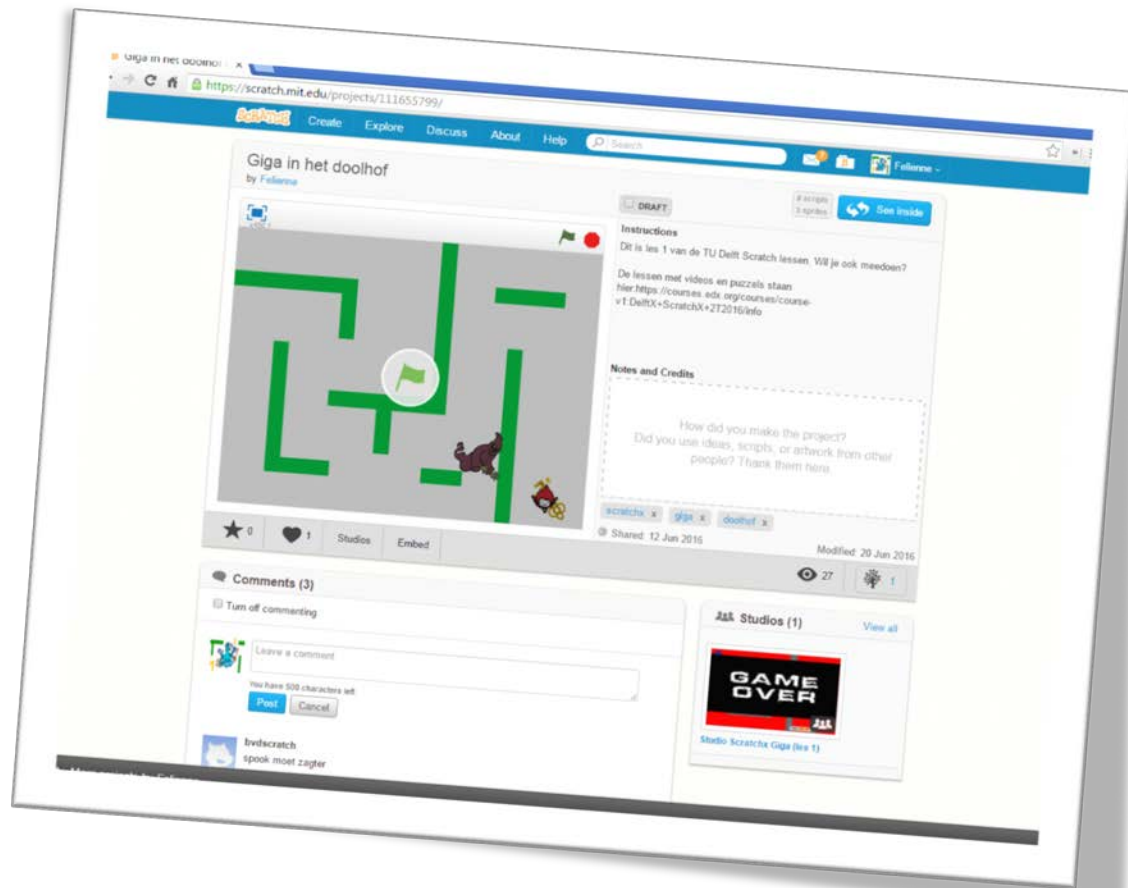 Giga in het doolhof
https://scratch.mit.edu/projects/111655799/
SCRATCH Create Explore Discuss About Help Search Felienne
Giga in het doolhof
by Felienne
DRAFT
See inside
Instructions
Dit is les 1 van de TU Delft Scratch lessen. Wil je ook meedoen?
De lessen met videos en puzzels staan
hier:https://courses.edx.org/courses/course-
v1:DelftX+ScratchX+2T2016/info
Notes and Credits
How did you make the project?
Did you use ideas, scripts, or artwork from other
people? Thank them here.
scratchx x giga x doolhof x
Shared: 12 Jun 2016 Modified: 20 Jun 2016
0 1 Studios Embed 27 1
Comments (3)
Turn off commenting
Leave a comment
You have 500 characters left
Post Cancel
bvdscratch
spook moet zagter
Studios (1) View all
GAME
OVER
Studio Scratchx Giga (les 1)